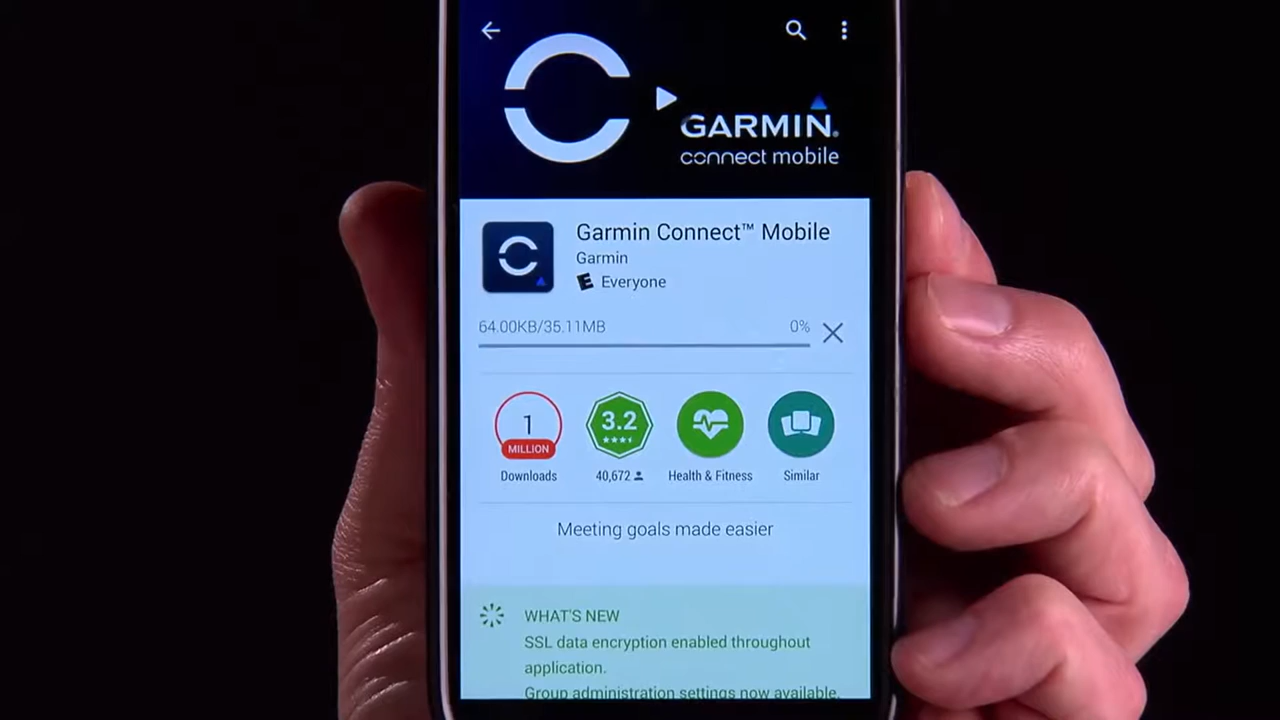 GARMIN®
connect mobile
Garmin Connect™ Mobile
Garmin
E Everyone
64.00KB/35.11MB 0%
1
MILLION
3.2
Downloads 40,672 Health & Fitness Similar
Meeting goals made easier
WHAT'S NEW
SSL data encryption enabled throughout
application.
Group administration settings now available.